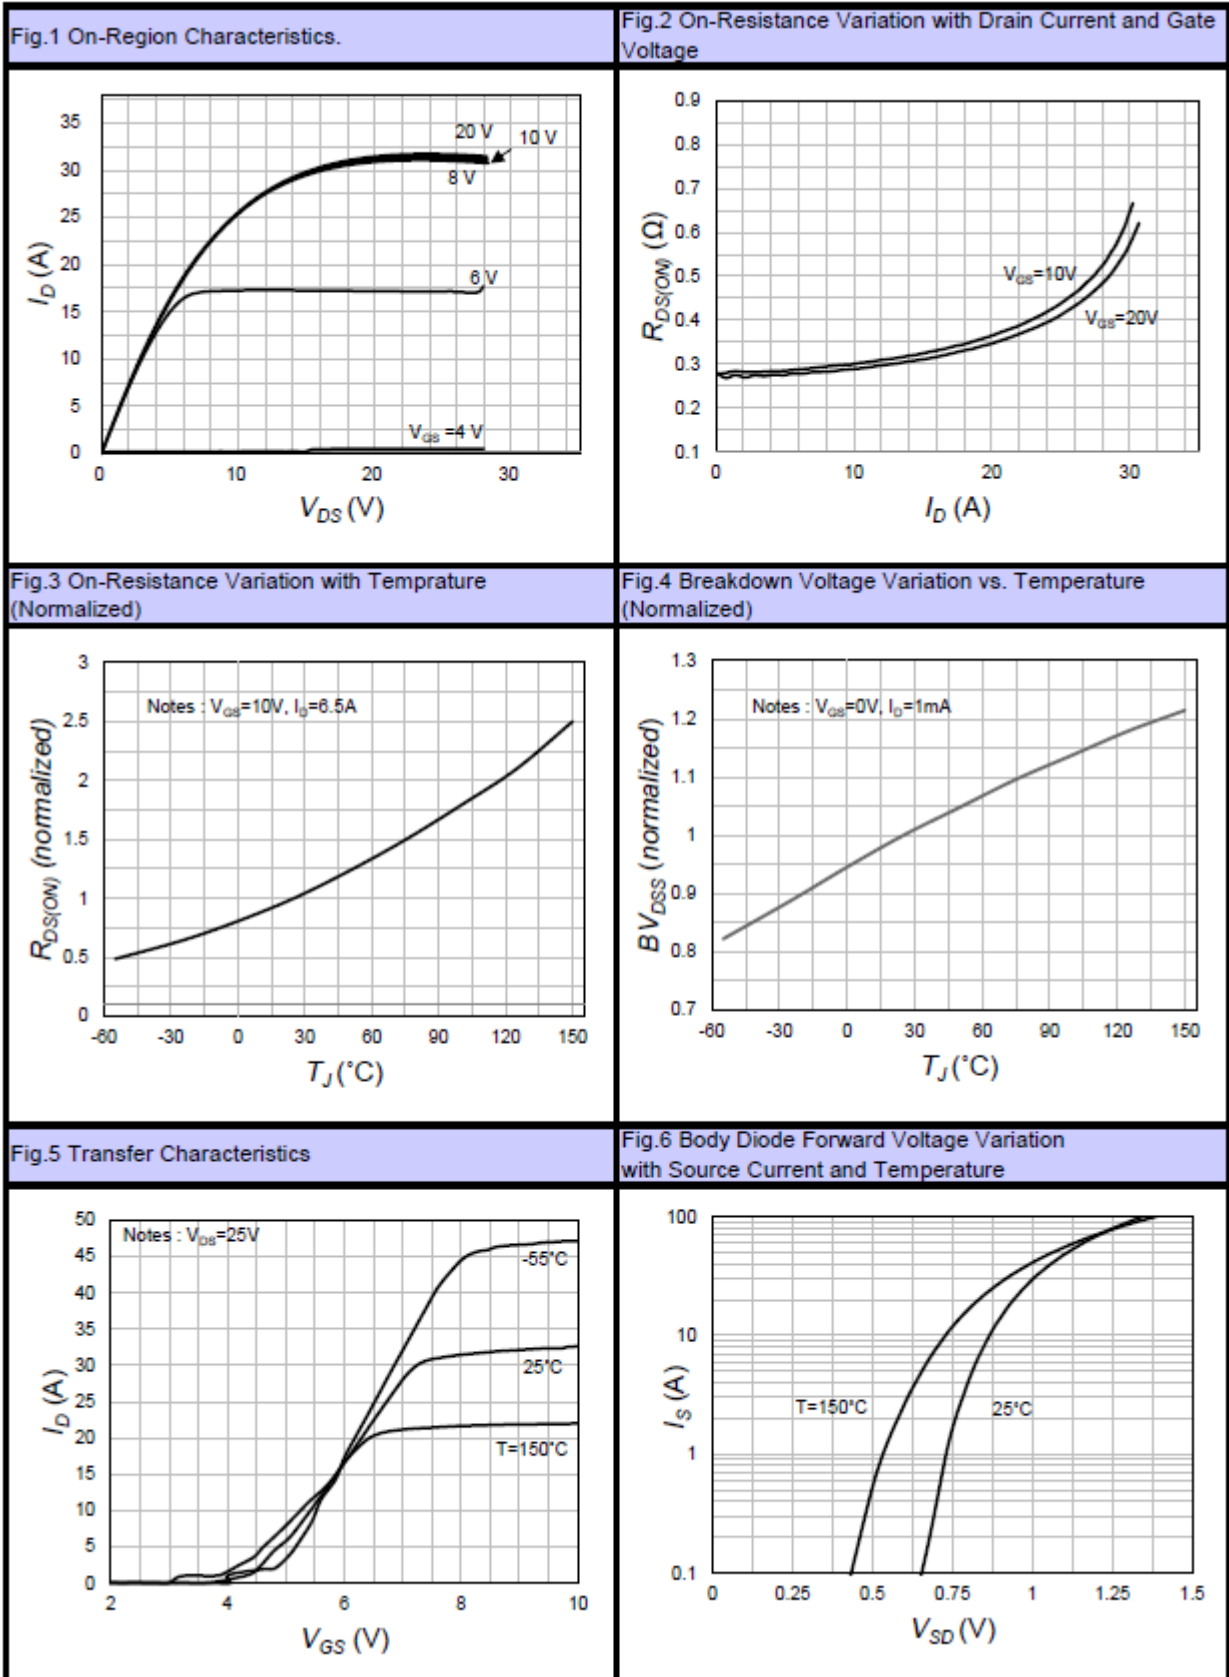 Fig.1 On-Region Characteristics.
35
30
25
20
15
10
5
0
I_D (A)
20 V
10 V
8 V
6 V
V_GS =4 V
0 10 20 30
V_DS (V)
Fig.2 On-Resistance Variation with Drain Current and Gate
Voltage
0.9
0.8
0.7
0.6
0.5
0.4
0.3
0.2
0.1
R_DS(ON) (Ω)
V_GS=10V
V_GS=20V
0 10 20 30
I_D (A)
Fig.3 On-Resistance Variation with Temprature
(Normalized)
3
2.5
2
1.5
1
0.5
0
R_DS(ON) (normalized)
Notes : V_GS=10V, I_D=6.5A
-60 -30 0 30 60 90 120 150
T_J (°C)
Fig.4 Breakdown Voltage Variation vs. Temperature
(Normalized)
1.3
1.2
1.1
1
0.9
0.8
0.7
BV_DSS (normalized)
Notes : V_GS=0V, I_D=1mA
-60 -30 0 30 60 90 120 150
T_J (°C)
Fig.5 Transfer Characteristics
50
45
40
35
30
25
20
15
10
5
0
I_D (A)
Notes : V_DS=25V
-55°C
25°C
T=150°C
2 4 6 8 10
V_GS (V)
Fig.6 Body Diode Forward Voltage Variation
with Source Current and Temperature
100
10
1
0.1
I_S (A)
T=150°C
25°C
0 0.25 0.5 0.75 1 1.25 1.5
V_SD (V)